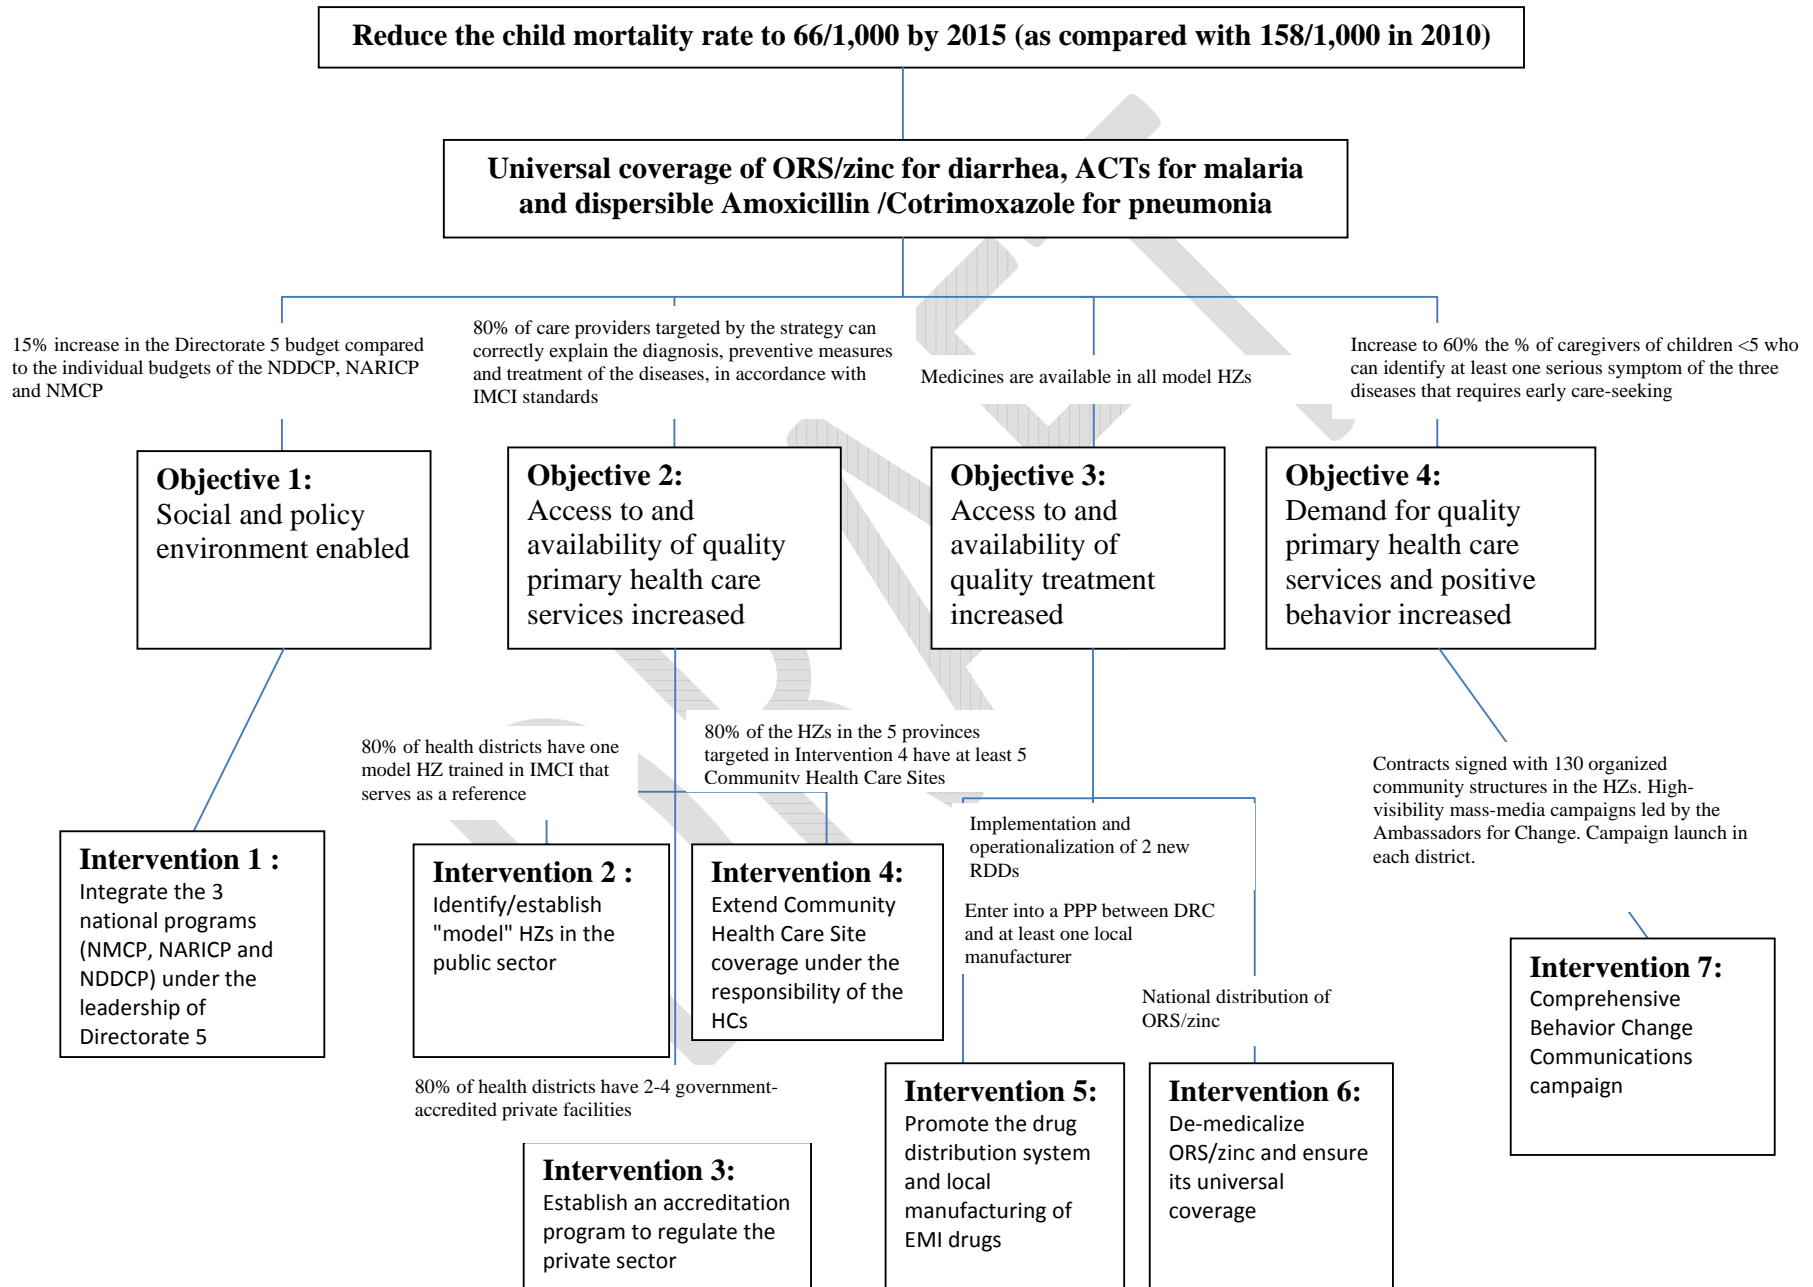 Reduce the child mortality rate to 66/1,000 by 2015 (as compared with 158/1,000 in 2010)
Universal coverage of ORS/zinc for diarrhea, ACTs for malaria
and dispersible Amoxicillin /Cotrimoxazole for pneumonia
15% increase in the Directorate 5 budget compared
to the individual budgets of the NDDCP, NARICP
and NMCP
80% of care providers targeted by the strategy can
correctly explain the diagnosis, preventive measures
and treatment of the diseases, in accordance with
IMCI standards
Medicines are available in all model HZs
Increase to 60% the % of caregivers of children <5 who
can identify at least one serious symptom of the three
diseases that requires early care-seeking
Objective 1:
Social and policy
environment enabled
Objective 2:
Access to and
availability of quality
primary health care
services increased
Objective 3:
Access to and
availability of
quality treatment
increased
Objective 4:
Demand for quality
primary health care
services and positive
behavior increased
80% of health districts have one
model HZ trained in IMCI that
serves as a reference
80% of the HZs in the 5 provinces
targeted in Intervention 4 have at least 5
Community Health Care Sites
Implementation and
operationalization of 2 new
RDDs
Enter into a PPP between DRC
and at least one local
manufacturer
National distribution of
ORS/zinc
Contracts signed with 130 organized
community structures in the HZs. High-
visibility mass-media campaigns led by the
Ambassadors for Change. Campaign launch in
each district.
Intervention 1 :
Integrate the 3
national programs
(NMCP, NARICP and
NDDCP) under the
leadership of
Directorate 5
Intervention 2 :
Identify/establish
"model" HZs in the
public sector
Intervention 4:
Extend Community
Health Care Site
coverage under the
responsibility of the
HCs
80% of health districts have 2-4 government-
accredited private facilities
Intervention 3:
Establish an accreditation
program to regulate the
private sector
Intervention 5:
Promote the drug
distribution system
and local
manufacturing of
EMI drugs
Intervention 6:
De-medicalize
ORS/zinc and ensure
its universal
coverage
Intervention 7:
Comprehensive
Behavior Change
Communications
campaign
DRAFT